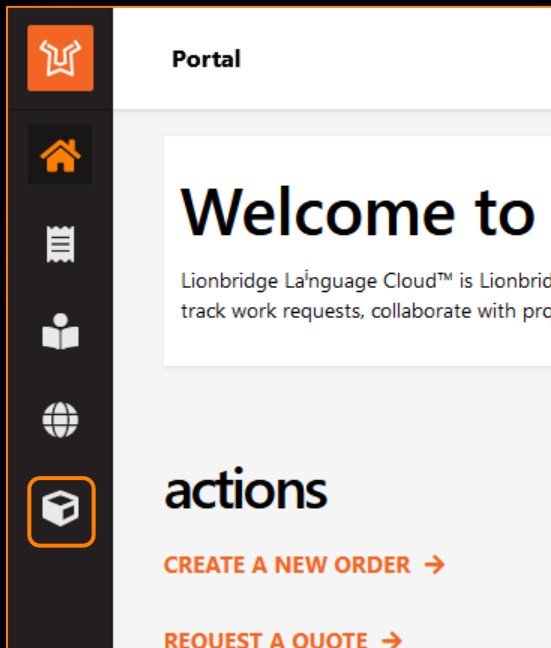 Portal
Welcome to
Lionbridge Laⁱnguage Cloud™ is Lionbrid
track work requests, collaborate with pro
actions
CREATE A NEW ORDER →
REQUEST A QUOTE →